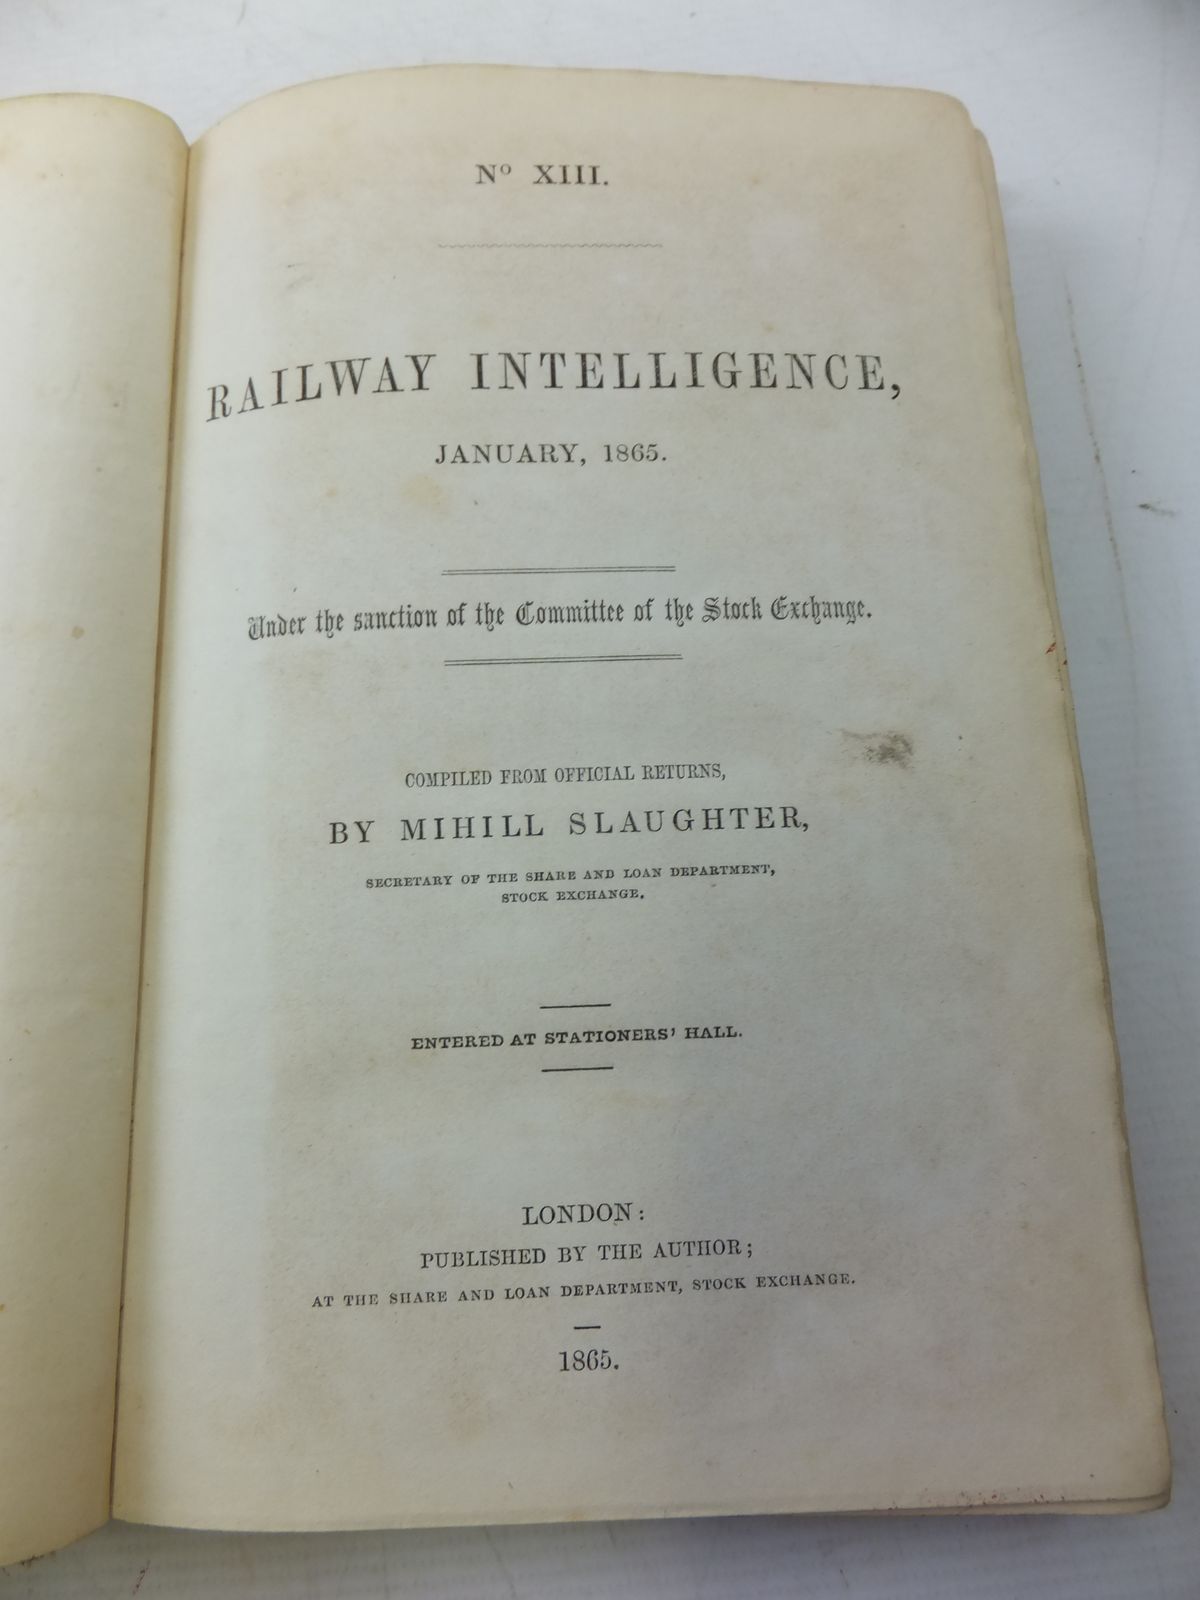 Nº XIII.
RAILWAY INTELLIGENCE,
JANUARY, 1865.
Under the sanction of the Committee of the Stock Exchange.
COMPILED FROM OFFICIAL RETURNS,
BY MIHILL SLAUGHTER,
SECRETARY OF THE SHARE AND LOAN DEPARTMENT,
STOCK EXCHANGE.
ENTERED AT STATIONERS' HALL.
LONDON:
PUBLISHED BY THE AUTHOR;
AT THE SHARE AND LOAN DEPARTMENT, STOCK EXCHANGE.
1865.